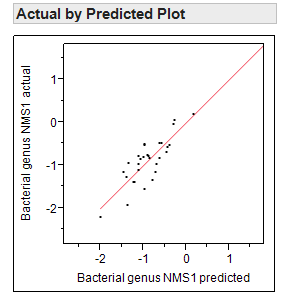 Actual by Predicted Plot
Bacterial genus NMS1 actual
1
0
-1
-2
-2 -1 0 1
Bacterial genus NMS1 predicted